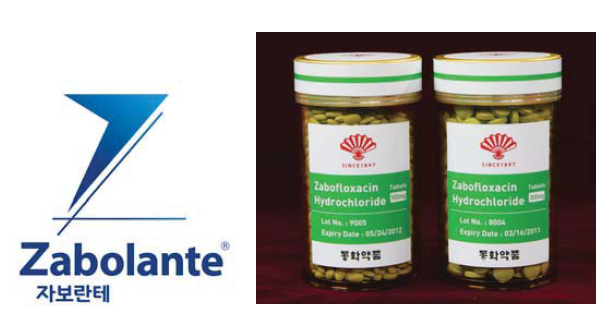 Zabolante®
자보란테
SINCE1897
Zabofloxacin Tablets
Hydrochloride
Lot No. : 9005
Expiry Date : 05/24/2012
동화약품
SINCE1897
Zabofloxacin Tablets
Hydrochloride
Lot No. : 8004
Expiry Date : 03/16/2011
동화약품